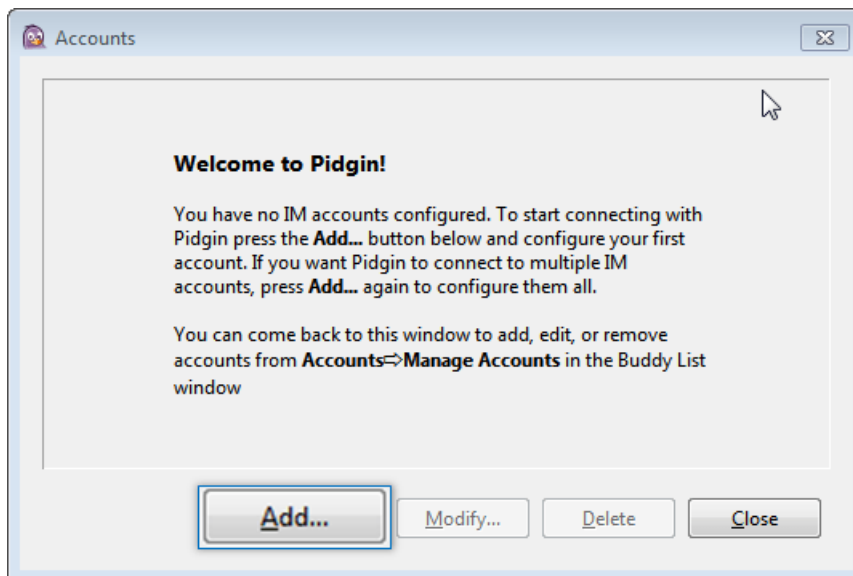 Accounts
Welcome to Pidgin!
You have no IM accounts configured. To start connecting with
Pidgin press the Add... button below and configure your first
account. If you want Pidgin to connect to multiple IM
accounts, press Add... again to configure them all.
You can come back to this window to add, edit, or remove
accounts from Accounts⇨Manage Accounts in the Buddy List
window
Add... Modify... Delete Close